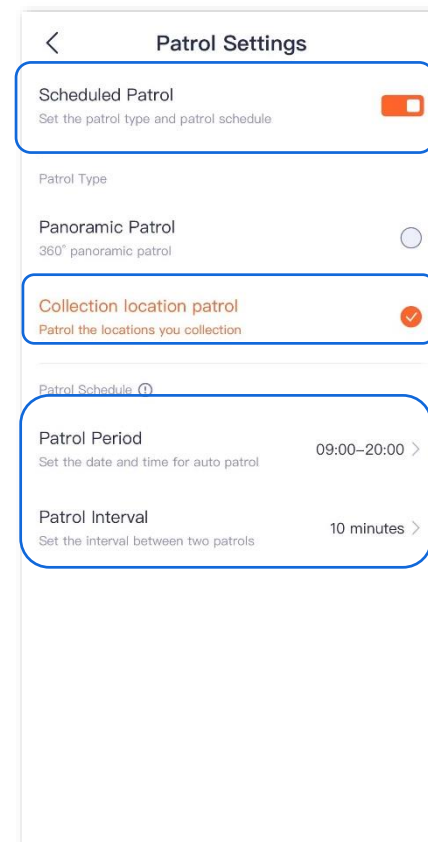 Patrol Settings
Scheduled Patrol
Set the patrol type and patrol schedule
Patrol Type
Panoramic Patrol
360° panoramic patrol
Collection location patrol
Patrol the locations you collection
Patrol Schedule
Patrol Period
09:00–20:00
Set the date and time for auto patrol
Patrol Interval
10 minutes
Set the interval between two patrols